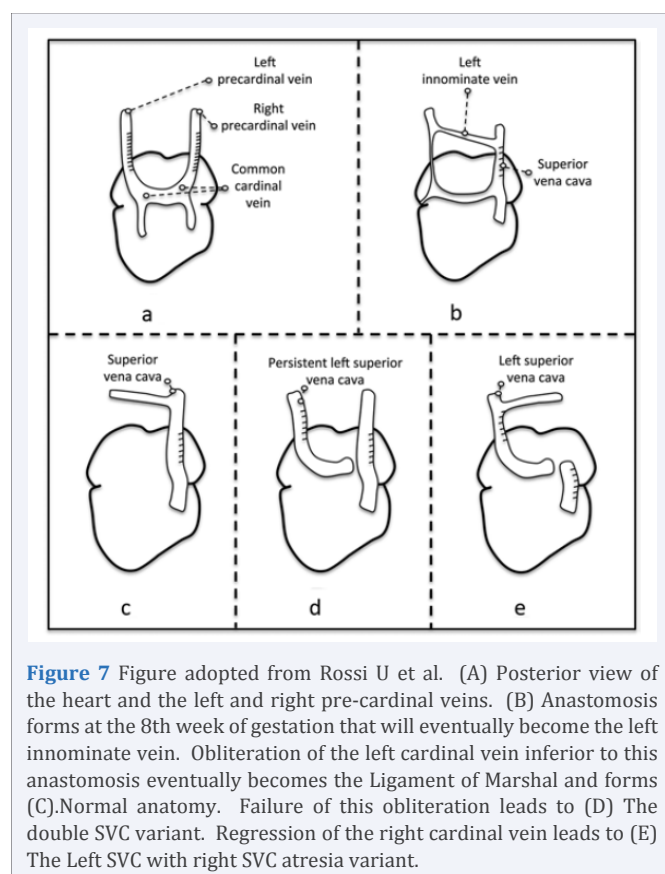 Left
precardinal vein
Right
precardinal vein
Common
cardinal
vein
a
Left
innominate vein
Superior
vena cava
b
Superior
vena cava
c
Persistent left superior
vena cava
d
Left superior
vena cava
e
Figure 7 Figure adopted from Rossi U et al. (A) Posterior view of
the heart and the left and right pre-cardinal veins. (B) Anastomosis
forms at the 8th week of gestation that will eventually become the left
innominate vein. Obliteration of the left cardinal vein inferior to this
anastomosis eventually becomes the Ligament of Marshal and forms
(C).Normal anatomy. Failure of this obliteration leads to (D) The
double SVC variant. Regression of the right cardinal vein leads to (E)
The Left SVC with right SVC atresia variant.